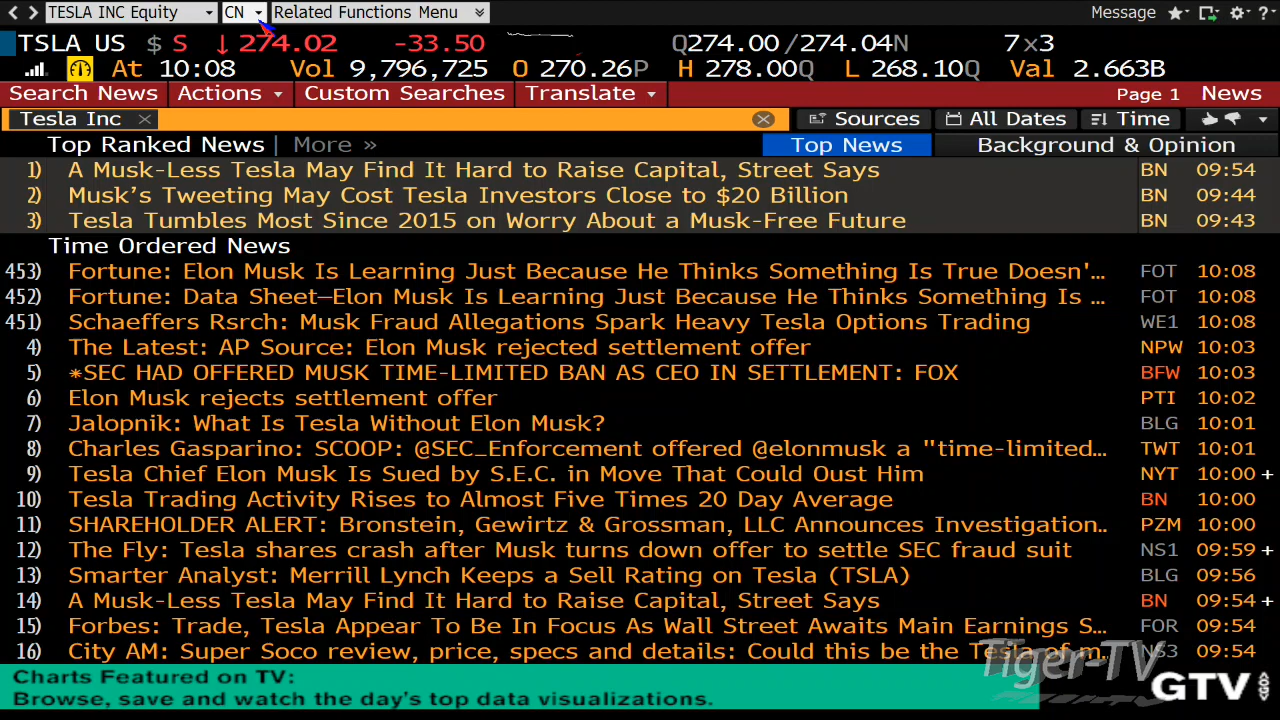 TESLA INC Equity CN Related Functions Menu Message
TSLA US $ S ↓274.02 -33.50 Q274.00/274.04N 7x3
At 10:08 Vol 9,796,725 O 270.26P H 278.00Q L 268.10Q Val 2.663B
Search News Actions Custom Searches Translate Page 1 News
Tesla Inc Sources All Dates Time
Top Ranked News More » Top News Background & Opinion
1) A Musk-Less Tesla May Find It Hard to Raise Capital, Street Says BN 09:54
2) Musk's Tweeting May Cost Tesla Investors Close to $20 Billion BN 09:44
3) Tesla Tumbles Most Since 2015 on Worry About a Musk-Free Future BN 09:43
Time Ordered News
453) Fortune: Elon Musk Is Learning Just Because He Thinks Something Is True Doesn'... FOT 10:08
452) Fortune: Data Sheet—Elon Musk Is Learning Just Because He Thinks Something Is ... FOT 10:08
451) Schaeffers Rsrch: Musk Fraud Allegations Spark Heavy Tesla Options Trading WE1 10:08
4) The Latest: AP Source: Elon Musk rejected settlement offer NPW 10:03
5) *SEC HAD OFFERED MUSK TIME-LIMITED BAN AS CEO IN SETTLEMENT: FOX BFW 10:03
6) Elon Musk rejects settlement offer PTI 10:02
7) Jalopnik: What Is Tesla Without Elon Musk? BLG 10:01
8) Charles Gasparino: SCOOP: @SEC_Enforcement offered @elonmusk a "time-limited... TWT 10:01
9) Tesla Chief Elon Musk Is Sued by S.E.C. in Move That Could Oust Him NYT 10:00+
10) Tesla Trading Activity Rises to Almost Five Times 20 Day Average BN 10:00
11) SHAREHOLDER ALERT: Bronstein, Gewirtz & Grossman, LLC Announces Investigation.. PZM 10:00
12) The Fly: Tesla shares crash after Musk turns down offer to settle SEC fraud suit NS1 09:59+
13) Smarter Analyst: Merrill Lynch Keeps a Sell Rating on Tesla (TSLA) BLG 09:56
14) A Musk-Less Tesla May Find It Hard to Raise Capital, Street Says BN 09:54+
15) Forbes: Trade, Tesla Appear To Be In Focus As Wall Street Awaits Main Earnings S... FOR 09:54
16) City AM: Super Soco review, price, specs and details: Could this be the Tesla of m... NS3 09:54
Tiger-TV
Charts Featured on TV:
Browse, save and watch the day's top data visualizations.
GTV